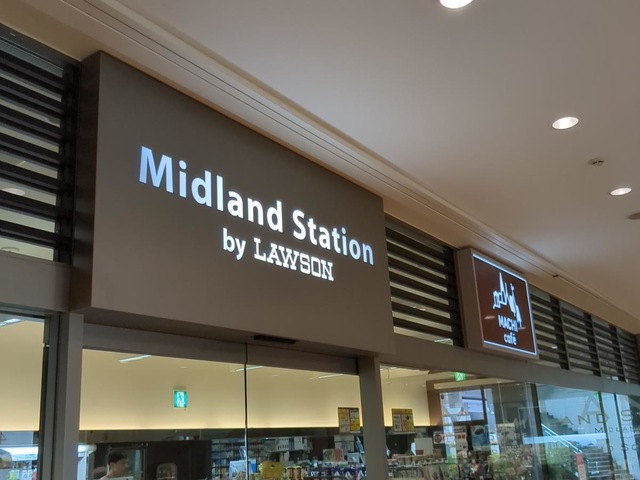 Midland Station
by LAWSON
MACHI
café